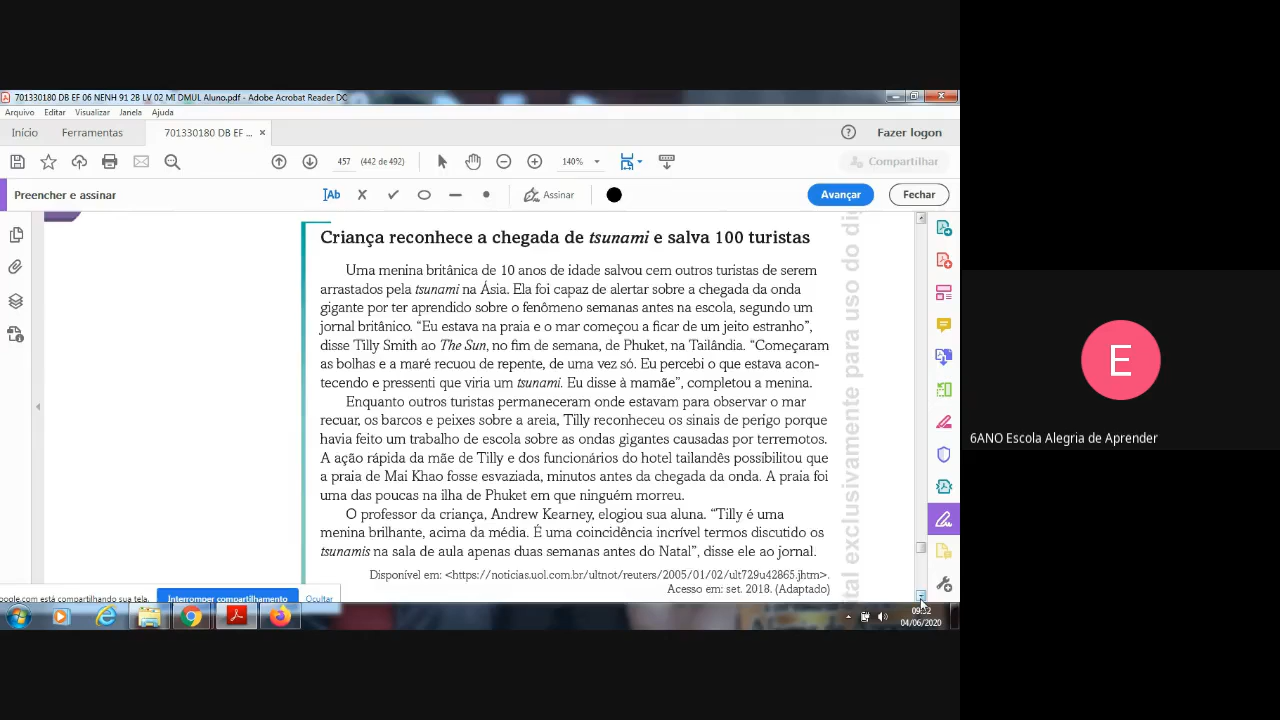 701330180 DB EF 06 NENH 91 2B LV 02 MI DMUL Aluno.pdf - Adobe Acrobat Reader DC
Arquivo Editar Visualizar Janela Ajuda
Início Ferramentas 701330180 DB EF ... × ? Fazer logon
457 (442 de 492) 140% Compartilhar
Preencher e assinar IAb Assinar Avançar Fechar
Criança reconhece a chegada de tsunami e salva 100 turistas
Uma menina britânica de 10 anos de idade salvou cem outros turistas de serem
arrastados pela tsunami na Ásia. Ela foi capaz de alertar sobre a chegada da onda
gigante por ter aprendido sobre o fenômeno semanas antes na escola, segundo um
jornal britânico. “Eu estava na praia e o mar começou a ficar de um jeito estranho”,
disse Tilly Smith ao The Sun, no fim de semana, de Phuket, na Tailândia. “Começaram
as bolhas e a maré recuou de repente, de uma vez só. Eu percebi o que estava acon-
tecendo e pressenti que viria um tsunami. Eu disse à mamãe”, completou a menina.
Enquanto outros turistas permaneceram onde estavam para observar o mar
recuar, os barcos e peixes sobre a areia, Tilly reconheceu os sinais de perigo porque
havia feito um trabalho de escola sobre as ondas gigantes causadas por terremotos.
A ação rápida da mãe de Tilly e dos funcionários do hotel tailandês possibilitou que
a praia de Mai Khao fosse esvaziada, minutos antes da chegada da onda. A praia foi
uma das poucas na ilha de Phuket em que ninguém morreu.
O professor da criança, Andrew Kearney, elogiou sua aluna. “Tilly é uma
menina brilhante, acima da média. É uma coincidência incrível termos discutido os
tsunamis na sala de aula apenas duas semanas antes do Natal”, disse ele ao jornal.
Disponível em: <https://noticias.uol.com.br/ultnot/reuters/2005/01/02/ult729u42865.jhtm>.
Acesso em: set. 2018. (Adaptado)
ital exclusivamente para uso do di
oogle.com está compartilhando sua tela. Interromper compartilhamento Ocultar
04/06/2020
E
6ANO Escola Alegria de Aprender